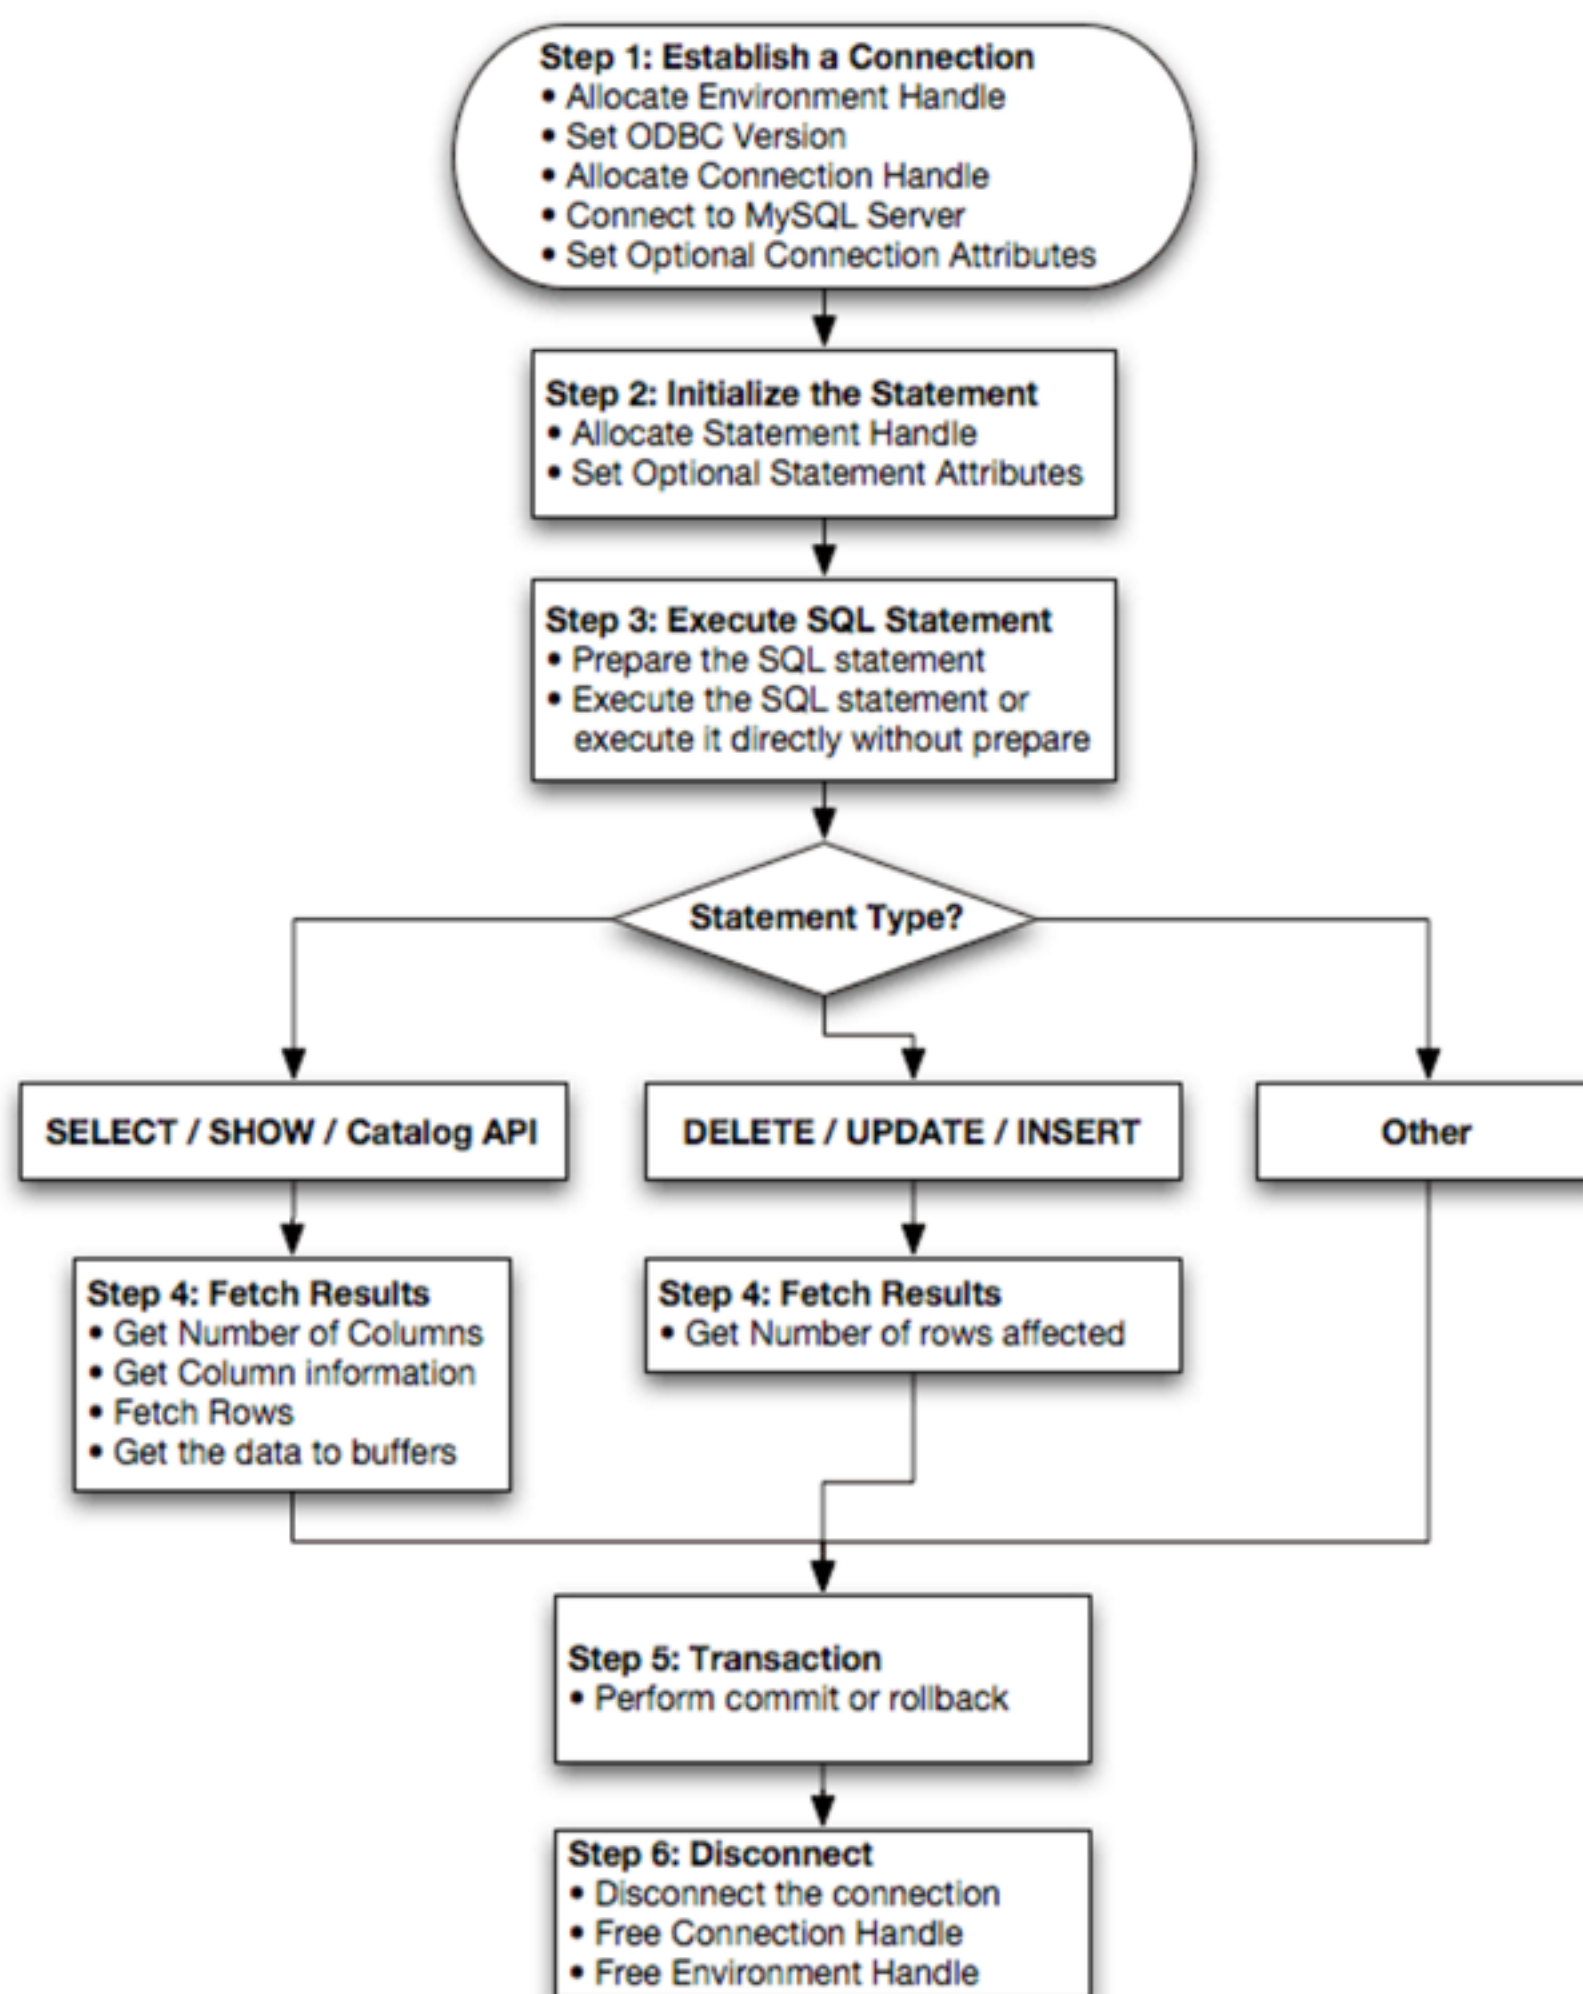 Step 1: Establish a Connection
• Allocate Environment Handle
• Set ODBC Version
• Allocate Connection Handle
• Connect to MySQL Server
• Set Optional Connection Attributes
Step 2: Initialize the Statement
• Allocate Statement Handle
• Set Optional Statement Attributes
Step 3: Execute SQL Statement
• Prepare the SQL statement
• Execute the SQL statement or
execute it directly without prepare
Statement Type?
SELECT / SHOW / Catalog API
DELETE / UPDATE / INSERT
Other
Step 4: Fetch Results
• Get Number of Columns
• Get Column information
• Fetch Rows
• Get the data to buffers
Step 4: Fetch Results
• Get Number of rows affected
Step 5: Transaction
• Perform commit or rollback
Step 6: Disconnect
• Disconnect the connection
• Free Connection Handle
• Free Environment Handle